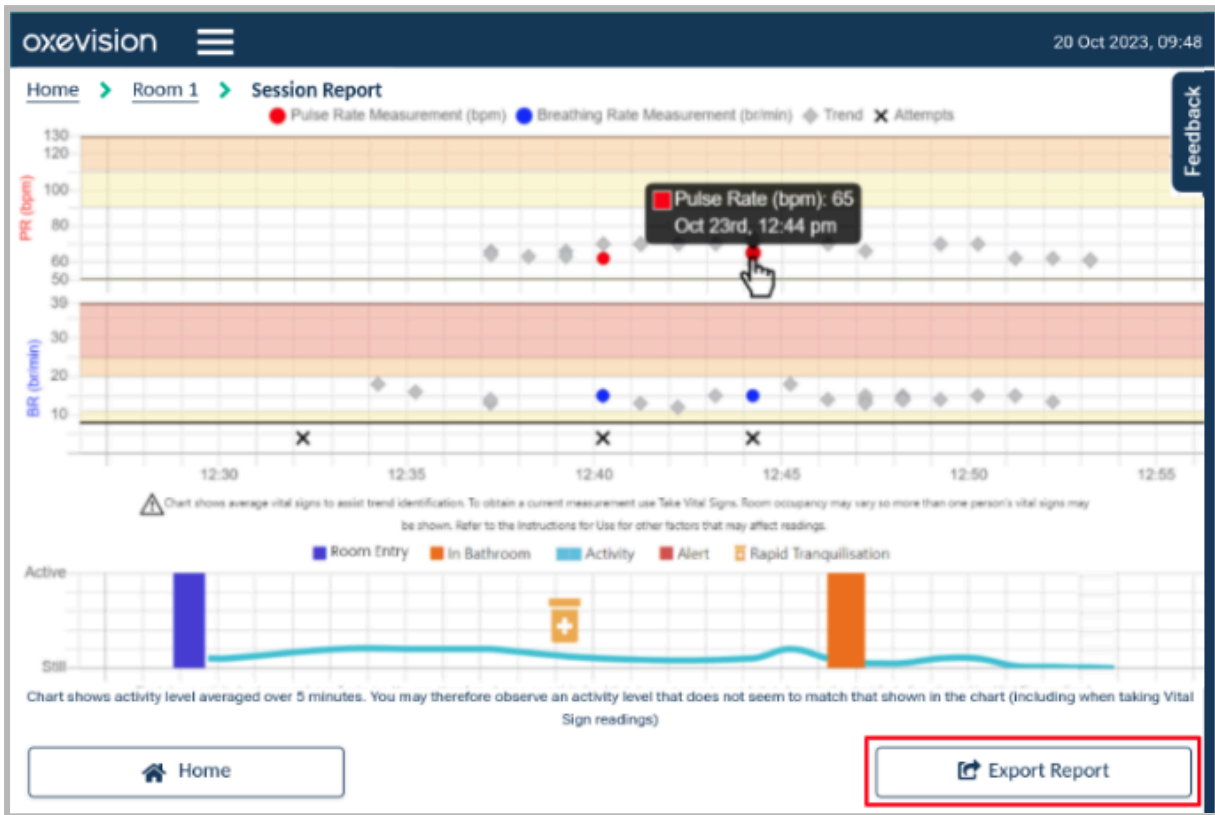 oxevision
20 Oct 2023, 09:48
Home > Room 1 > Session Report
Feedback
Pulse Rate Measurement (bpm) Breathing Rate Measurement (br/min) Trend Attempts
130
120
100
80
60
50
PR (bpm)
Pulse Rate (bpm): 65
Oct 23rd, 12:44 pm
39
30
20
10
BR (br/min)
12:30 12:35 12:40 12:45 12:50 12:55
Chart shows average vital signs to assist trend identification. To obtain a current measurement use Take Vital Signs. Room occupancy may vary so more than one person's vital signs may
be shown. Refer to the Instructions for Use for other factors that may affect readings.
Room Entry In Bathroom Activity Alert Rapid Tranquilisation
Active
Still
Chart shows activity level averaged over 5 minutes. You may therefore observe an activity level that does not seem to match that shown in the chart (including when taking Vital
Sign readings)
Home
Export Report